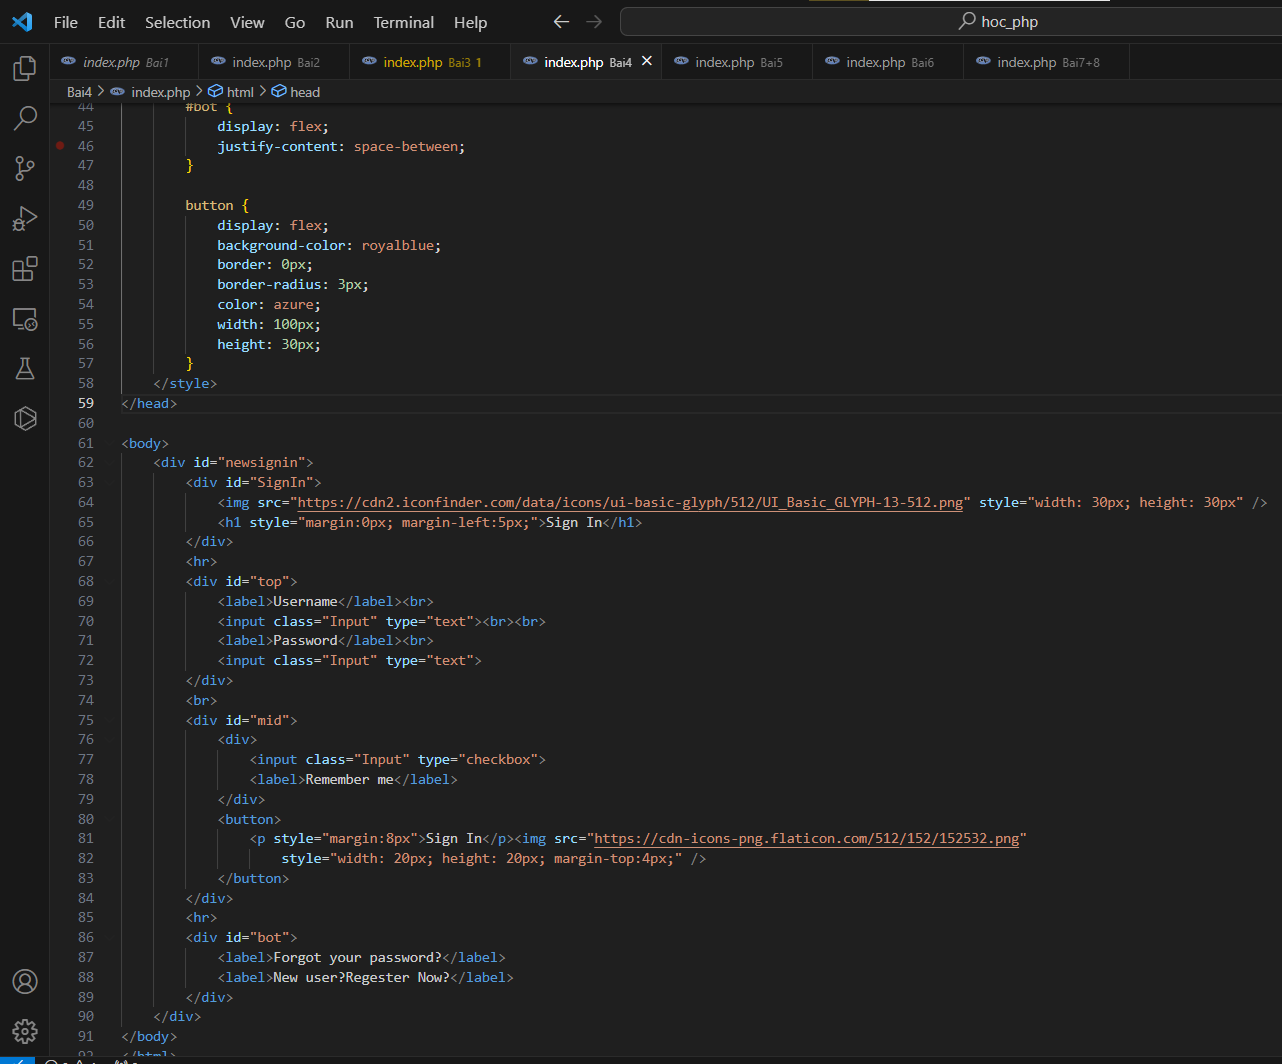 File Edit Selection View Go Run Terminal Help hoc_php
index.php Bai1 index.php Bai2 index.php Bai3 1 index.php Bai4 index.php Bai5 index.php Bai6 index.php Bai7+8
Bai4 > index.php > html > head
44 #bot {
45 display: flex;
46 justify-content: space-between;
47 }
48
49 button {
50 display: flex;
51 background-color: royalblue;
52 border: 0px;
53 border-radius: 3px;
54 color: azure;
55 width: 100px;
56 height: 30px;
57 }
58 </style>
59 </head>
60
61 <body>
62 <div id="newsignin">
63 <div id="SignIn">
64 <img src="https://cdn2.iconfinder.com/data/icons/ui-basic-glyph/512/UI_Basic_GLYPH-13-512.png" style="width: 30px; height: 30px" />
65 <h1 style="margin:0px; margin-left:5px;">Sign In</h1>
66 </div>
67 <hr>
68 <div id="top">
69 <label>Username</label><br>
70 <input class="Input" type="text"><br><br>
71 <label>Password</label><br>
72 <input class="Input" type="text">
73 </div>
74 <br>
75 <div id="mid">
76 <div>
77 <input class="Input" type="checkbox">
78 <label>Remember me</label>
79 </div>
80 <button>
81 <p style="margin:8px">Sign In</p><img src="https://cdn-icons-png.flaticon.com/512/152/152532.png"
82 style="width: 20px; height: 20px; margin-top:4px;" />
83 </button>
84 </div>
85 <hr>
86 <div id="bot">
87 <label>Forgot your password?</label>
88 <label>New user?Regester Now?</label>
89 </div>
90 </div>
91 </body>
92 </html>